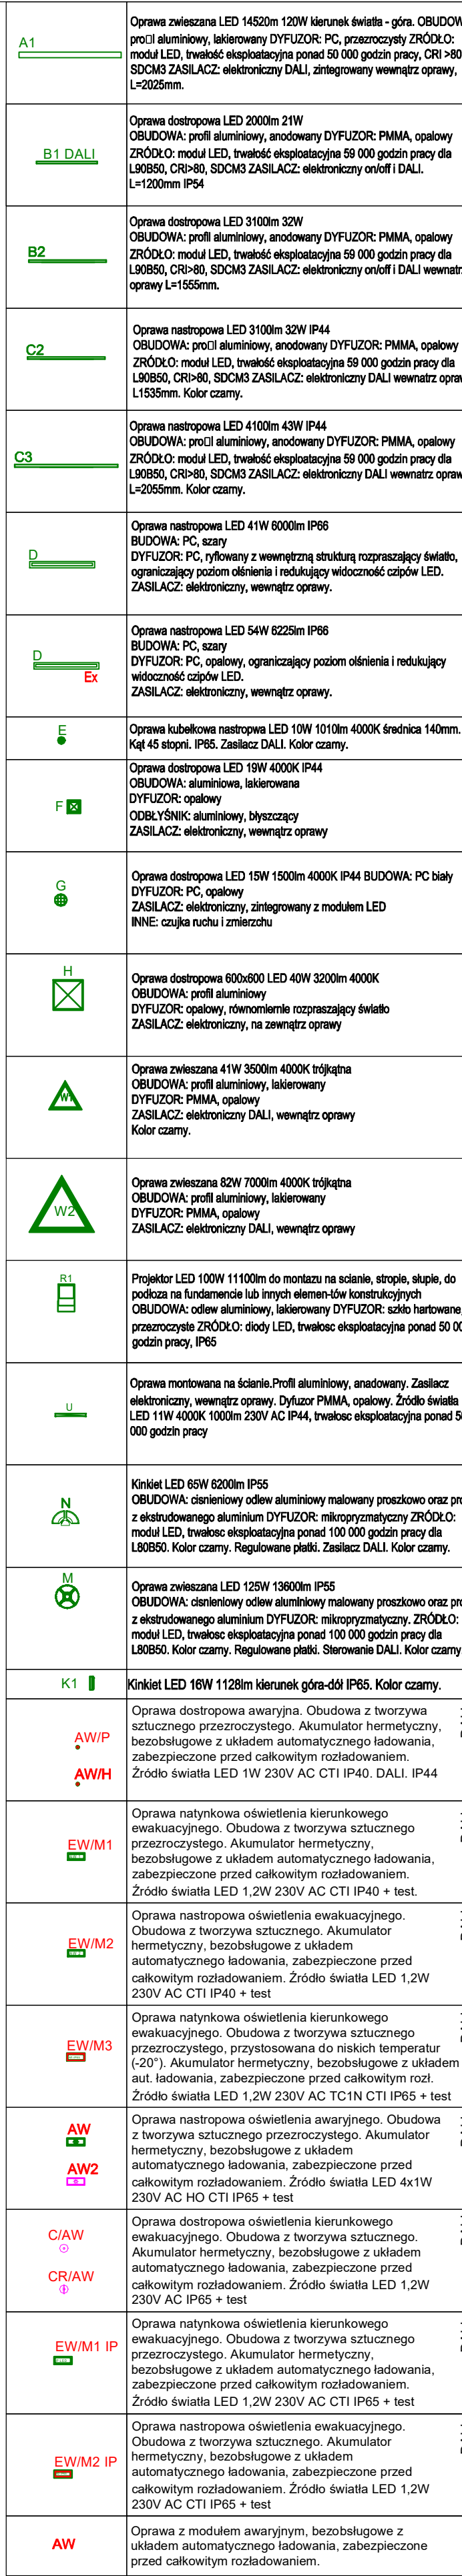 A1
Oprawa zwieszana LED 14520m 120W kierunek światła - góra. OBUDOW
pro□l aluminiowy, lakierowany DYFUZOR: PC, przezroczysty ZRÓDŁO:
moduł LED, trwałość eksploatacyjna ponad 50 000 godzin pracy, CRI >80
SDCM3 ZASILACZ: elektroniczny DALI, zintegrowany wewnątrz oprawy,
L=2025mm.
B1 DALI
Oprawa dostropowa LED 2000lm 21W
OBUDOWA: profil aluminiowy, anodowany DYFUZOR: PMMA, opalowy
ZRÓDŁO: moduł LED, trwałość eksploatacyjna 59 000 godzin pracy dla
L90B50, CRI>80, SDCM3 ZASILACZ: elektroniczny on/off i DALI.
L=1200mm IP54
B2
Oprawa dostropowa LED 3100lm 32W
OBUDOWA: profil aluminiowy, anodowany DYFUZOR: PMMA, opalowy
ZRÓDŁO: moduł LED, trwałość eksploatacyjna 59 000 godzin pracy dla
L90B50, CRI>80, SDCM3 ZASILACZ: elektroniczny on/off i DALI wewnatr
oprawy L=1555mm.
C2
Oprawa nastropowa LED 3100lm 32W IP44
OBUDOWA: pro□l aluminiowy, anodowany DYFUZOR: PMMA, opalowy
ZRÓDŁO: moduł LED, trwałość eksploatacyjna 59 000 godzin pracy dla
L90B50, CRI>80, SDCM3 ZASILACZ: elektroniczny DALI wewnatrz opraw
L1535mm. Kolor czarny.
C3
Oprawa nastropowa LED 4100lm 43W IP44
OBUDOWA: pro□l aluminiowy, anodowany DYFUZOR: PMMA, opalowy
ZRÓDŁO: moduł LED, trwałość eksploatacyjna 59 000 godzin pracy dla
L90B50, CRI>80, SDCM3 ZASILACZ: elektroniczny DALI wewnatrz opraw
L=2055mm. Kolor czarny.
D
Oprawa nastropowa LED 41W 6000lm IP66
BUDOWA: PC, szary
DYFUZOR: PC, ryflowany z wewnętrzną strukturą rozpraszający światło,
ograniczający poziom olśnienia i redukujący widoczność czipów LED.
ZASILACZ: elektroniczny, wewnątrz oprawy.
D
Ex
Oprawa nastropowa LED 54W 6225lm IP66
BUDOWA: PC, szary
DYFUZOR: PC, opalowy, ograniczający poziom olśnienia i redukujący
widoczność czipów LED.
ZASILACZ: elektroniczny, wewnątrz oprawy.
E
Oprawa kubełkowa nastropwa LED 10W 1010lm 4000K średnica 140mm.
Kąt 45 stopni. IP65. Zasilacz DALI. Kolor czarny.
F
Oprawa dostropowa LED 19W 4000K IP44
OBUDOWA: aluminiowa, lakierowana
DYFUZOR: opalowy
ODBŁYŚNIK: aluminiowy, błyszczący
ZASILACZ: elektroniczny, wewnątrz oprawy
G
Oprawa dostropowa LED 15W 1500lm 4000K IP44 BUDOWA: PC biały
DYFUZOR: PC, opalowy
ZASILACZ: elektroniczny, zintegrowany z modułem LED
INNE: czujka ruchu i zmierzchu
H
Oprawa dostropowa 600x600 LED 40W 3200lm 4000K
OBUDOWA: profil aluminiowy
DYFUZOR: opalowy, równomiernie rozpraszający światło
ZASILACZ: elektroniczny, na zewnątrz oprawy
W1
Oprawa zwieszana 41W 3500lm 4000K trójkątna
OBUDOWA: profil aluminiowy, lakierowany
DYFUZOR: PMMA, opalowy
ZASILACZ: elektroniczny DALI, wewnątrz oprawy
Kolor czarny.
W2
Oprawa zwieszana 82W 7000lm 4000K trójkątna
OBUDOWA: profil aluminiowy, lakierowany
DYFUZOR: PMMA, opalowy
ZASILACZ: elektroniczny DALI, wewnątrz oprawy
R1
Projektor LED 100W 11100lm do montazu na scianie, stropie, słupie, do
podłoza na fundamencie lub innych elemen-tów konstrukcyjnych
OBUDOWA: odlew aluminiowy, lakierowany DYFUZOR: szkło hartowane,
przezroczyste ZRÓDŁO: diody LED, trwałosc eksploatacyjna ponad 50 00
godzin pracy, IP65
U
Oprawa montowana na ścianie.Profil aluminiowy, anadowany. Zasilacz
elektroniczny, wewnątrz oprawy. Dyfuzor PMMA, opalowy. Źródło światła
LED 11W 4000K 1000lm 230V AC IP44, trwałosc eksploatacyjna ponad 5
000 godzin pracy
N
Kinkiet LED 65W 6200lm IP55
OBUDOWA: cisnieniowy odlew aluminiowy malowany proszkowo oraz pro
z ekstrudowanego aluminium DYFUZOR: mikropryzmatyczny ZRÓDŁO:
moduł LED, trwałosc eksploatacyjna ponad 100 000 godzin pracy dla
L80B50. Kolor czarny. Regulowane płatki. Zasilacz DALI. Kolor czarny.
M
Oprawa zwieszana LED 125W 13600lm IP55
OBUDOWA: cisnieniowy odlew aluminiowy malowany proszkowo oraz pro
z ekstrudowanego aluminium DYFUZOR: mikropryzmatyczny. ZRÓDŁO:
moduł LED, trwałosc eksploatacyjna ponad 100 000 godzin pracy dla
L80B50. Kolor czarny. Regulowane płatki. Sterowanie DALI. Kolor czarny
K1
Kinkiet LED 16W 1128lm kierunek góra-dół IP65. Kolor czarny.
AW/P
AW/H
Oprawa dostropowa awaryjna. Obudowa z tworzywa
sztucznego przezroczystego. Akumulator hermetyczny,
bezobsługowe z układem automatycznego ładowania,
zabezpieczone przed całkowitym rozładowaniem.
Źródło światła LED 1W 230V AC CTI IP40. DALI. IP44
EW/M1
Oprawa natynkowa oświetlenia kierunkowego
ewakuacyjnego. Obudowa z tworzywa sztucznego
przezroczystego. Akumulator hermetyczny,
bezobsługowe z układem automatycznego ładowania,
zabezpieczone przed całkowitym rozładowaniem.
Źródło światła LED 1,2W 230V AC CTI IP40 + test.
EW/M2
Oprawa nastropowa oświetlenia ewakuacyjnego.
Obudowa z tworzywa sztucznego. Akumulator
hermetyczny, bezobsługowe z układem
automatycznego ładowania, zabezpieczone przed
całkowitym rozładowaniem. Źródło światła LED 1,2W
230V AC CTI IP40 + test
EW/M3
Oprawa natynkowa oświetlenia kierunkowego
ewakuacyjnego. Obudowa z tworzywa sztucznego
przezroczystego, przystosowana do niskich temperatur
(-20°). Akumulator hermetyczny, bezobsługowe z układem
aut. ładowania, zabezpieczone przed całkowitym rozł.
Źródło światła LED 1,2W 230V AC TC1N CTI IP65 + test
AW
AW2
Oprawa nastropowa oświetlenia awaryjnego. Obudowa
z tworzywa sztucznego przezroczystego. Akumulator
hermetyczny, bezobsługowe z układem
automatycznego ładowania, zabezpieczone przed
całkowitym rozładowaniem. Źródło światła LED 4x1W
230V AC HO CTI IP65 + test
C/AW
CR/AW
Oprawa dostropowa oświetlenia kierunkowego
ewakuacyjnego. Obudowa z tworzywa sztucznego.
Akumulator hermetyczny, bezobsługowe z układem
automatycznego ładowania, zabezpieczone przed
całkowitym rozładowaniem. Źródło światła LED 1,2W
230V AC IP65 + test
EW/M1 IP
Oprawa natynkowa oświetlenia kierunkowego
ewakuacyjnego. Obudowa z tworzywa sztucznego
przezroczystego. Akumulator hermetyczny,
bezobsługowe z układem automatycznego ładowania,
zabezpieczone przed całkowitym rozładowaniem.
Źródło światła LED 1,2W 230V AC CTI IP65 + test
EW/M2 IP
Oprawa nastropowa oświetlenia ewakuacyjnego.
Obudowa z tworzywa sztucznego. Akumulator
hermetyczny, bezobsługowe z układem
automatycznego ładowania, zabezpieczone przed
całkowitym rozładowaniem. Źródło światła LED 1,2W
230V AC CTI IP65 + test
AW
Oprawa z modułem awaryjnym, bezobsługowe z
układem automatycznego ładowania, zabezpieczone
przed całkowitym rozładowaniem.